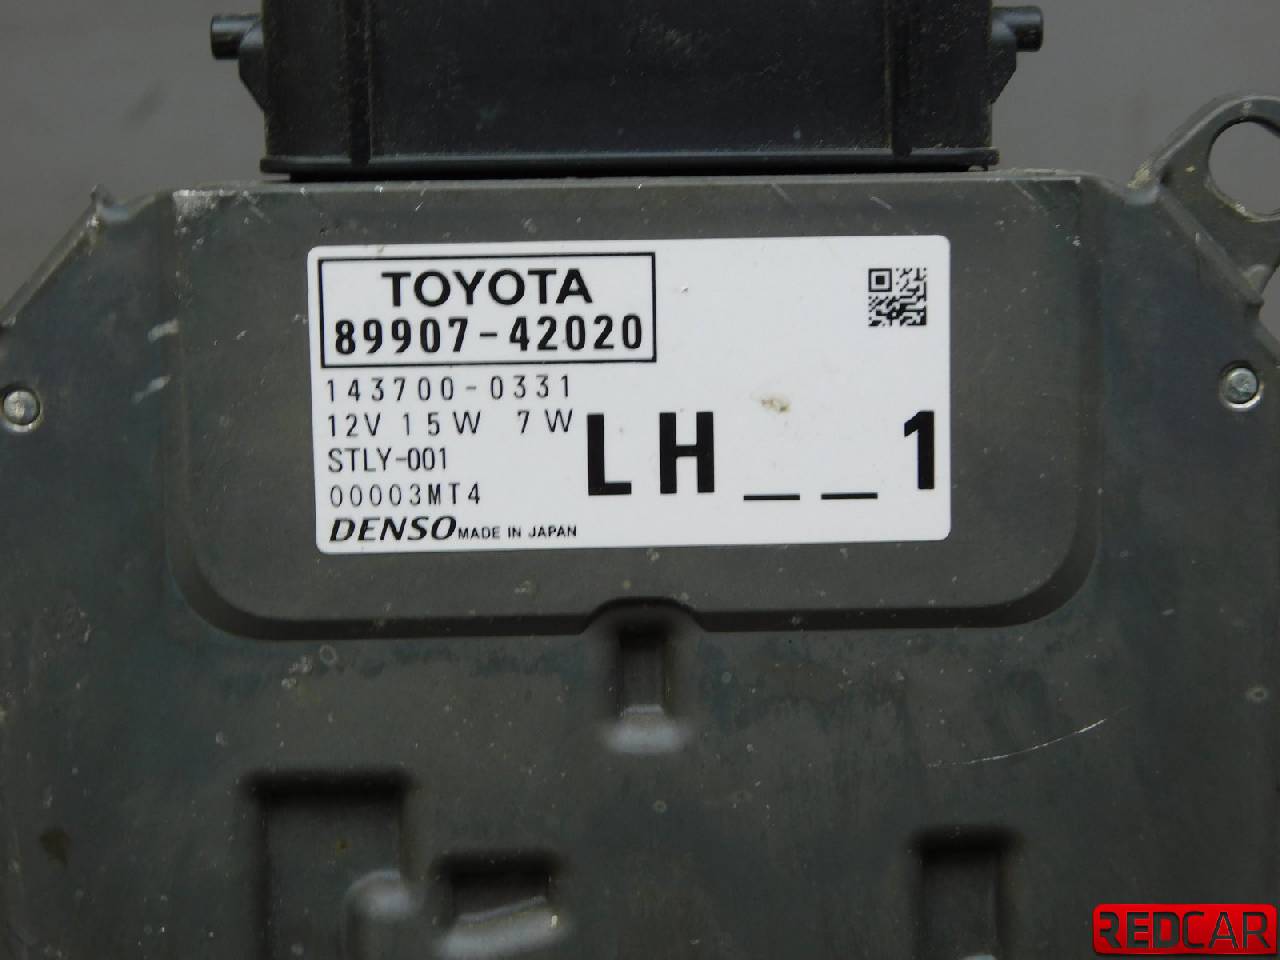 TOYOTA
89907-42020
143700-0331
12V 15W 7W
STLY-001
00003MT4
DENSO MADE IN JAPAN
LH__1
REDCAR